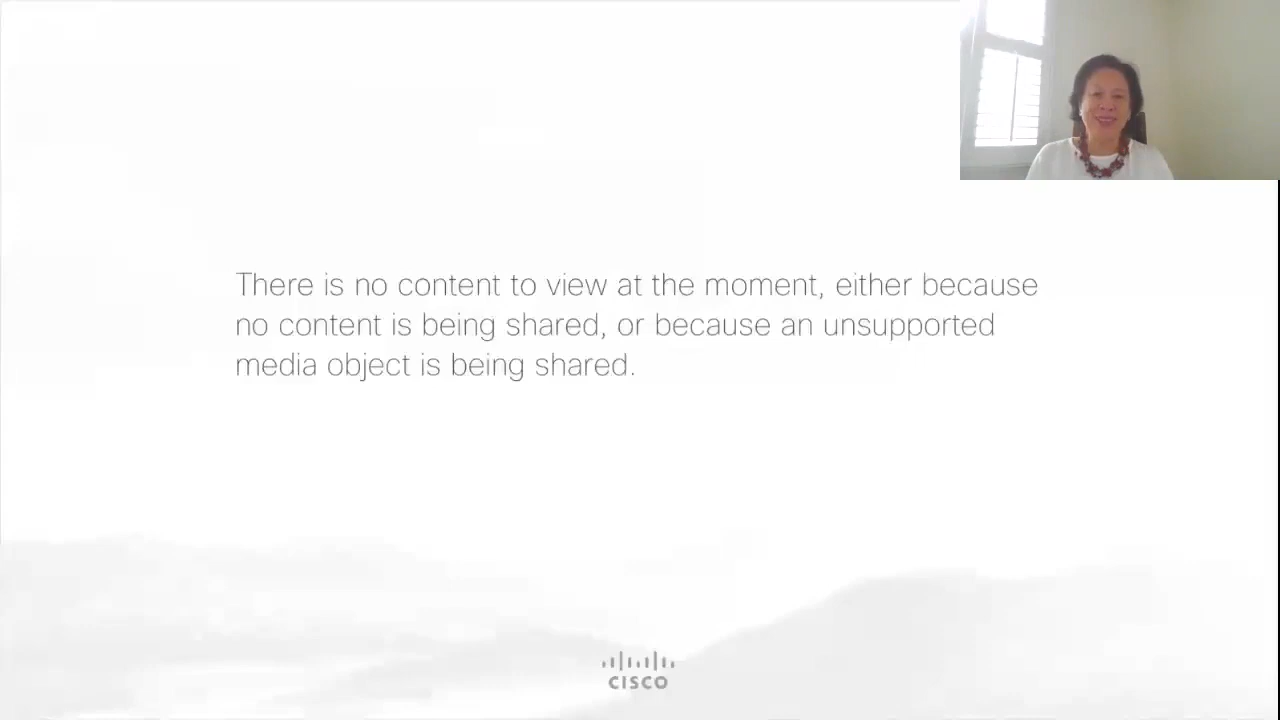 There is no content to view at the moment, either because
no content is being shared, or because an unsupported
media object is being shared.
CISCO